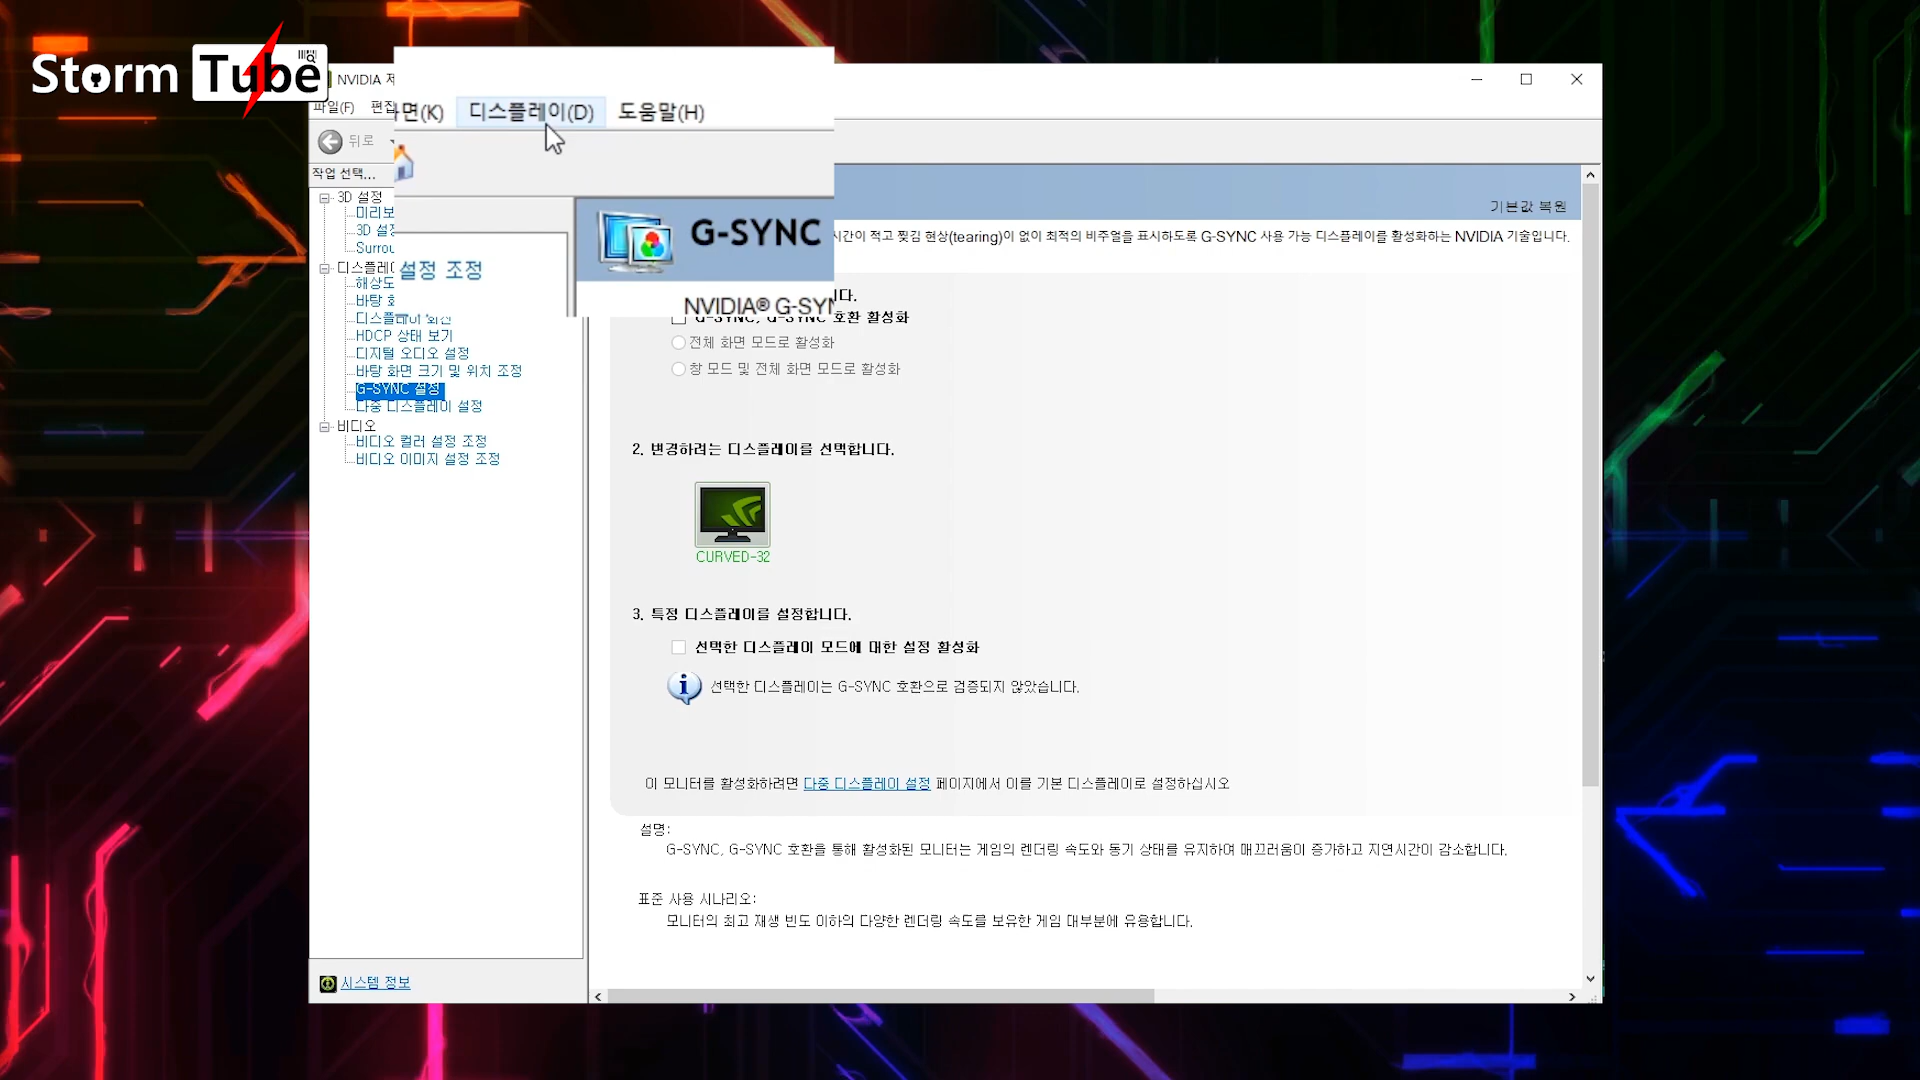 Storm Tube
NVIDIA 제
파일(F) 편집
화면(K) 디스플레이(D) 도움말(H)
뒤로
작업 선택...
3D 설정
미리보
3D 설정
Surrou
디스플레이
해상도
바탕 화
디스플레이 회전
HDCP 상태 보기
디지털 오디오 설정
바탕 화면 크기 및 위치 조정
G-SYNC 설정
다중 디스플레이 설정
비디오
비디오 컬러 설정 조정
비디오 이미지 설정 조정
시스템 정보
설정 조정
G-SYNC
NVIDIA® G-SYN
기본값 복원
시간이 적고 찢김 현상(tearing)이 없이 최적의 비주얼을 표시하도록 G-SYNC 사용 가능 디스플레이를 활성화하는 NVIDIA 기술입니다.
다.
G-SYNC, G-SYNC 호환 활성화
전체 화면 모드로 활성화
창 모드 및 전체 화면 모드로 활성화
2. 변경하려는 디스플레이를 선택합니다.
CURVED-32
3. 특정 디스플레이를 설정합니다.
선택한 디스플레이 모드에 대한 설정 활성화
선택한 디스플레이는 G-SYNC 호환으로 검증되지 않았습니다.
이 모니터를 활성화하려면 다중 디스플레이 설정 페이지에서 이를 기본 디스플레이로 설정하십시오
설명:
G-SYNC, G-SYNC 호환을 통해 활성화된 모니터는 게임의 렌더링 속도와 동기 상태를 유지하여 매끄러움이 증가하고 지연시간이 감소합니다.
표준 사용 시나리오:
모니터의 최고 재생 빈도 이하의 다양한 렌더링 속도를 보유한 게임 대부분에 유용합니다.